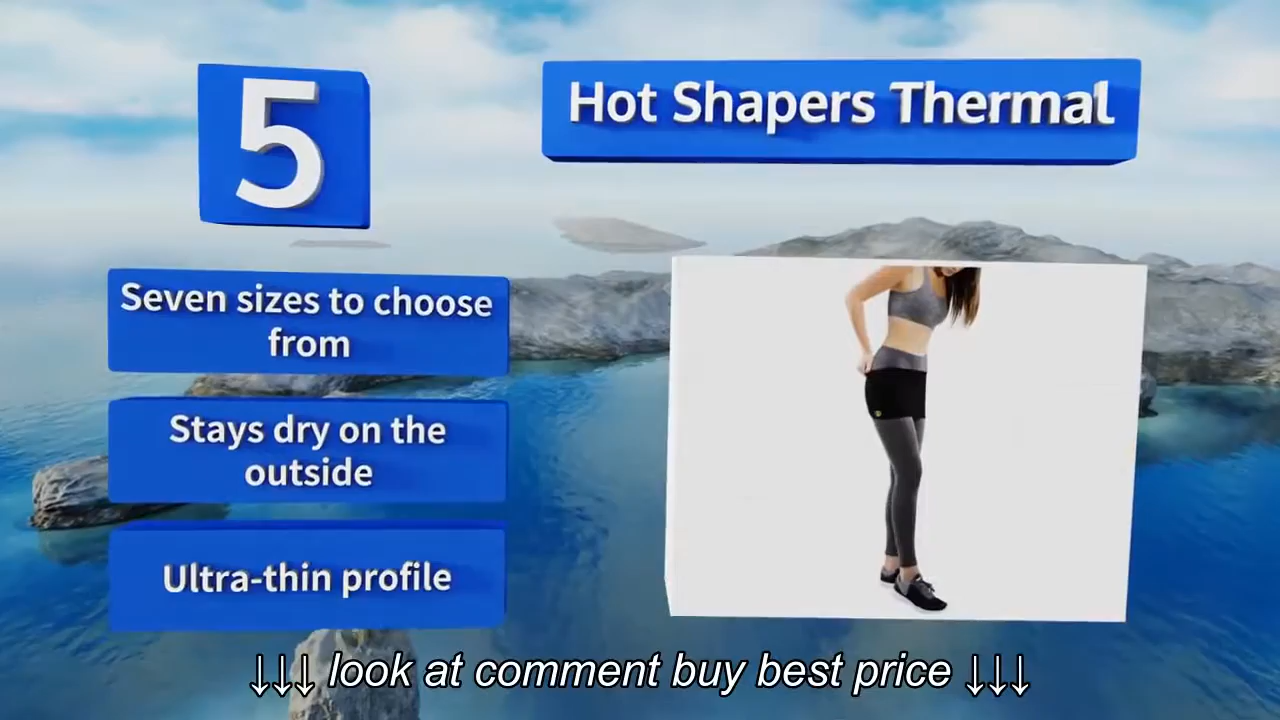 5
Hot Shapers Thermal
Seven sizes to choose
from
Stays dry on the
outside
Ultra-thin profile
↓↓↓ look at comment buy best price ↓↓↓